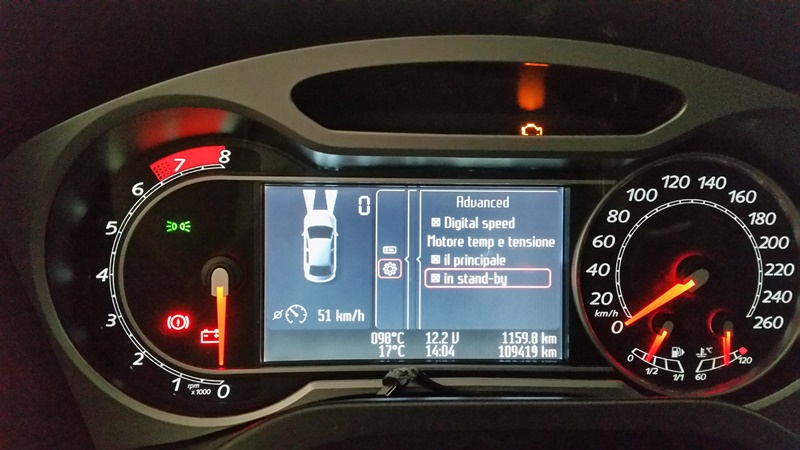 0
Advanced
Digital speed
Motore temp e tensione
il principale
in stand-by
51 km/h
098°C 12.2 V 1159.8 km
17°C 14:04 109419 km
0
1
2
3
4
5
6
7
8
rpm
x1000
0
20
40
60
80
100
120
140
160
180
200
220
240
260
km/h
0 1/2 1/1
°C
60 120